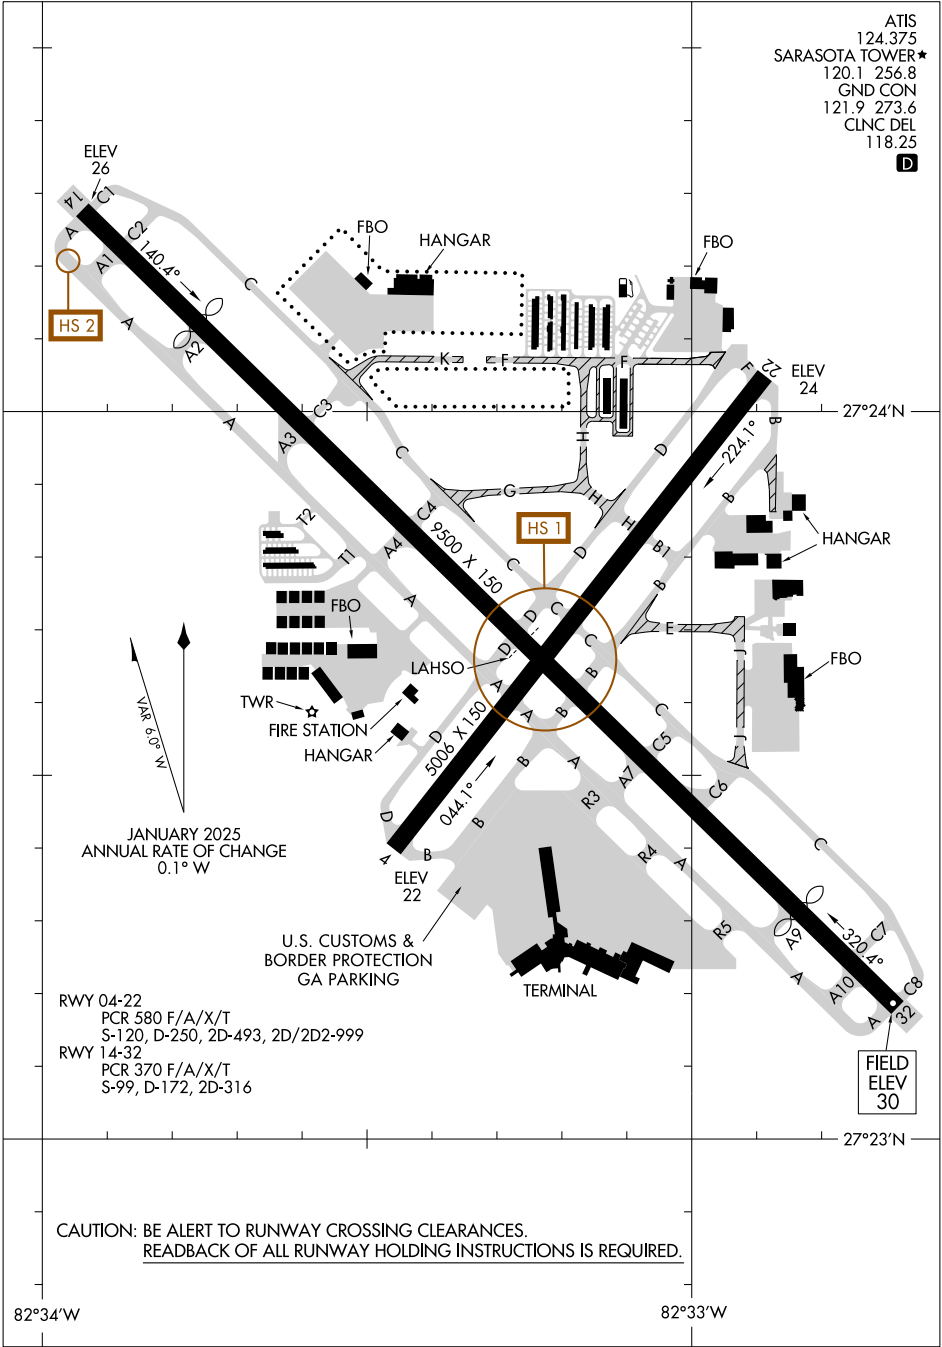 ATIS
124.375
SARASOTA TOWER★
120.1 256.8
GND CON
121.9 273.6
CLNC DEL
118.25
D
ELEV
26
14
C1
A
C2
A1
140.4°
C
HS 2
A
A2
FBO
HANGAR
FBO
K
F
F
F
22
ELEV
24
27°24'N
C3
A
A3
C
H
D
224.1°
B
G
H
B
T2
C4
H
HS 1
HANGAR
T1
A4
9500 X 150
C
D
B1
B
A
FBO
D
C
E
LAHSO
D
C
J
FBO
A
B
TWR
FIRE STATION
HANGAR
D
5006 X 150
A
B
C
C5
J
VAR 6.0° W
044.1°
B
A
A7
C6
R3
D
B
4
B
ELEV
22
R4
A
C
JANUARY 2025
ANNUAL RATE OF CHANGE
0.1° W
R5
A9
320.4°
C7
U.S. CUSTOMS &
BORDER PROTECTION
GA PARKING
TERMINAL
A
A10
C8
A
32
RWY 04-22
PCR 580 F/A/X/T
S-120, D-250, 2D-493, 2D/2D2-999
RWY 14-32
PCR 370 F/A/X/T
S-99, D-172, 2D-316
FIELD
ELEV
30
27°23'N
CAUTION: BE ALERT TO RUNWAY CROSSING CLEARANCES.
READBACK OF ALL RUNWAY HOLDING INSTRUCTIONS IS REQUIRED.
82°34'W
82°33'W